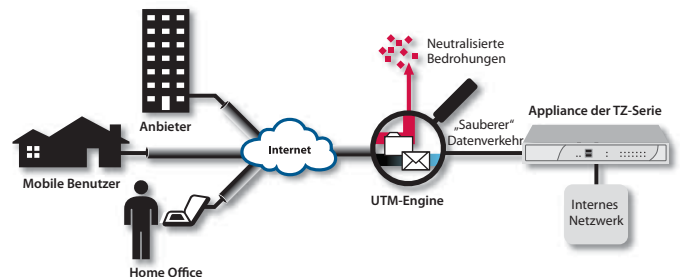 Neutralisierte
Bedrohungen
Anbieter
Internet
„Sauberer"
Datenverkehr
Appliance der TZ-Serie
Mobile Benutzer
UTM-Engine
Internes
Netzwerk
Home Office